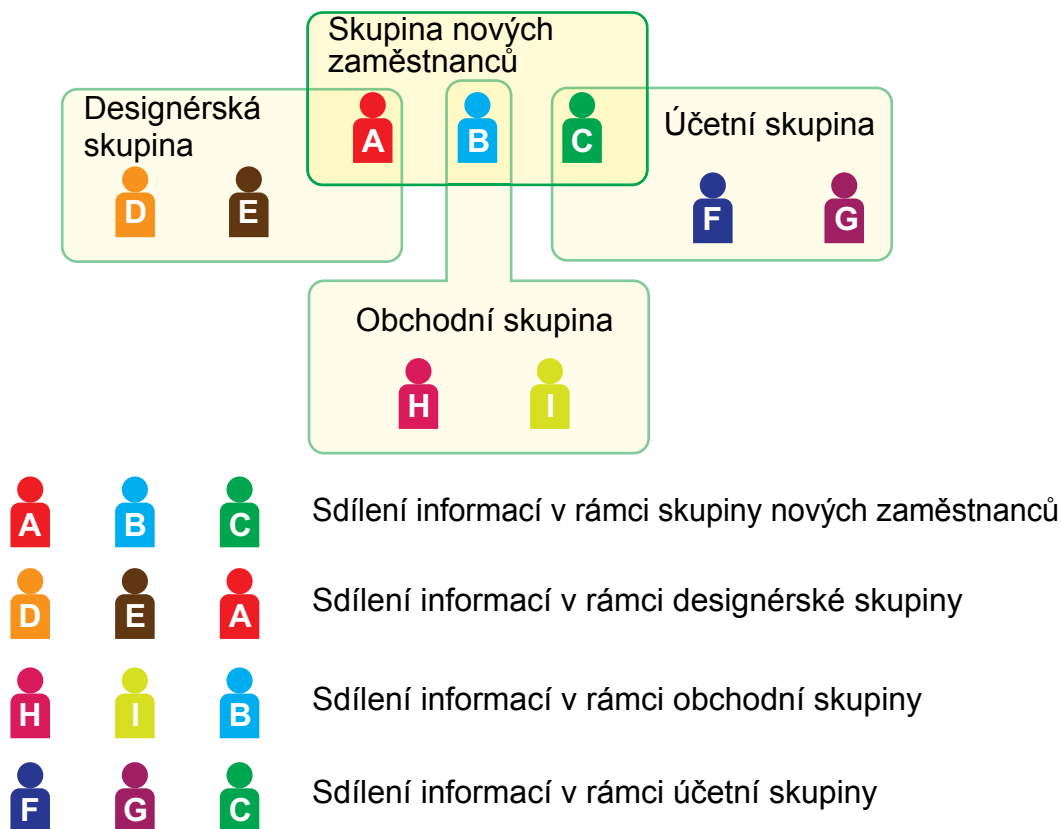 Skupina nových
zaměstnanců
Designérská
skupina
A
B
C
Účetní skupina
D
E
F
G
Obchodní skupina
H
I
A B C Sdílení informací v rámci skupiny nových zaměstnanců
D E A Sdílení informací v rámci designérské skupiny
H I B Sdílení informací v rámci obchodní skupiny
F G C Sdílení informací v rámci účetní skupiny